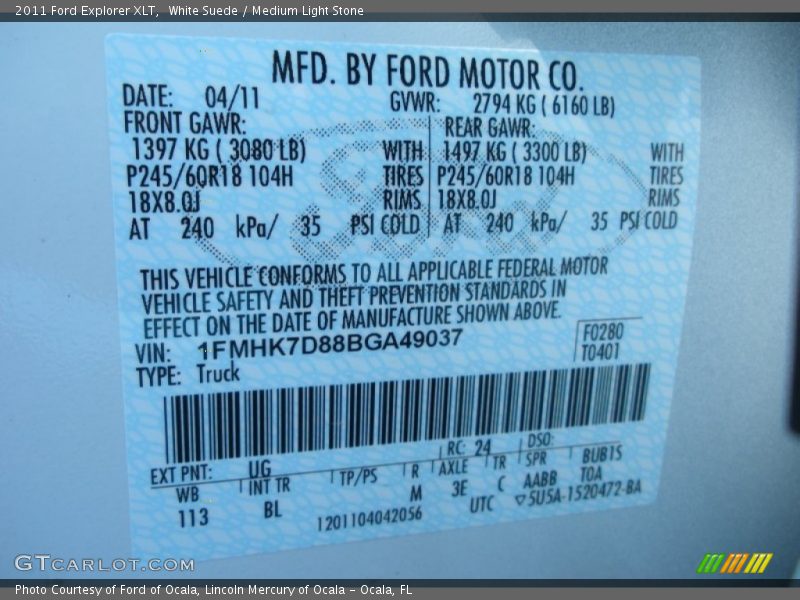 2011 Ford Explorer XLT, White Suede / Medium Light Stone
MFD. BY FORD MOTOR CO.
DATE: 04/11 GVWR: 2794 KG ( 6160 LB)
FRONT GAWR: REAR GAWR:
1397 KG ( 3080 LB) WITH 1497 KG ( 3300 LB) WITH
P245/60R18 104H TIRES P245/60R18 104H TIRES
18X8.0J RIMS 18X8.0J RIMS
AT 240 kPa/ 35 PSI COLD AT 240 kPa/ 35 PSI COLD
Ford
THIS VEHICLE CONFORMS TO ALL APPLICABLE FEDERAL MOTOR
VEHICLE SAFETY AND THEFT PREVENTION STANDARDS IN
EFFECT ON THE DATE OF MANUFACTURE SHOWN ABOVE.
VIN: 1FMHK7D88BGA49037 F0280
TYPE: Truck T0401
RC: 24 DSO:
EXT PNT: UG
WB INT TR TP/PS R AXLE TR SPR BUB1S
113 BL M 3E C AABB TOA
1201104042056 UTC ▽5U5A-1520472-BA
GTCarLot.com
Photo Courtesy of Ford of Ocala, Lincoln Mercury of Ocala – Ocala, FL